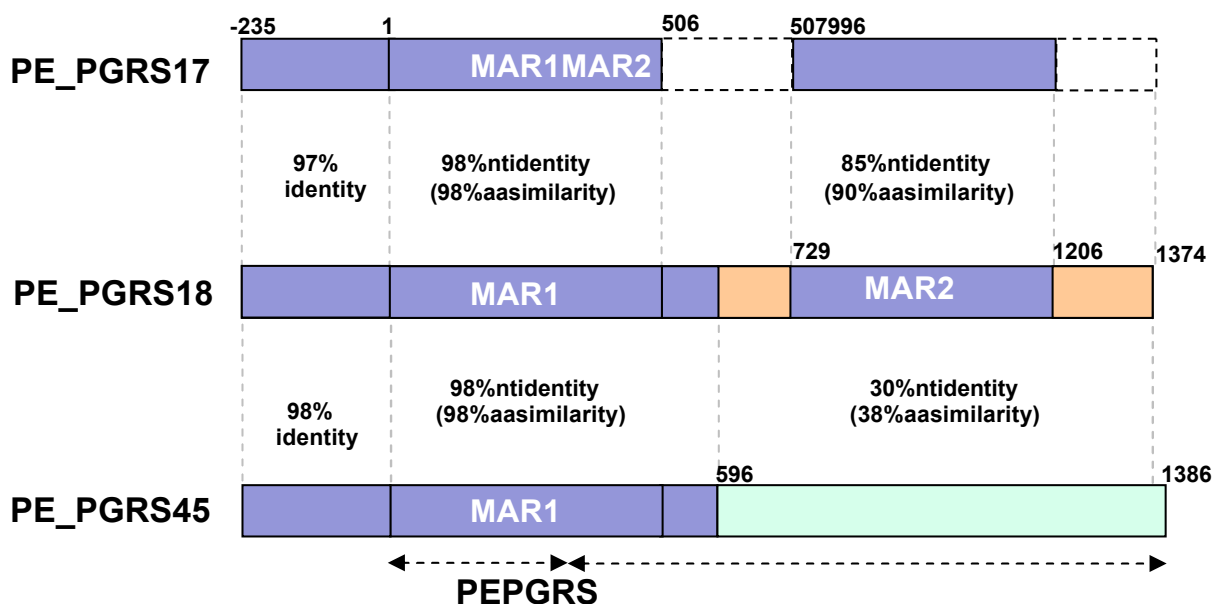 -235 1 506 507996
PE_PGRS17 MAR1MAR2
97% identity
98%ntidentity
(98%aasimilarity)
85%ntidentity
(90%aasimilarity)
729 1206 1374
PE_PGRS18 MAR1 MAR2
98% identity
98%ntidentity
(98%aasimilarity)
30%ntidentity
(38%aasimilarity)
596 1386
PE_PGRS45 MAR1
PEPGRS